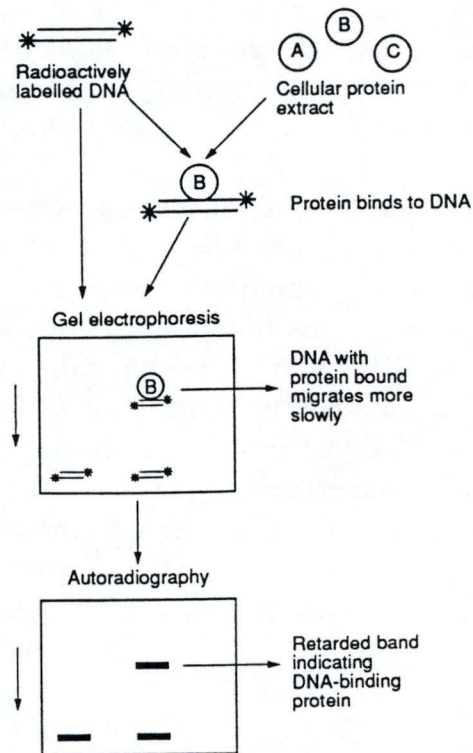 B
A
C
Radioactively
labelled DNA
Cellular protein
extract
B
Protein binds to DNA
Gel electrophoresis
B
DNA with
protein bound
migrates more
slowly
Autoradiography
Retarded band
indicating
DNA-binding
protein